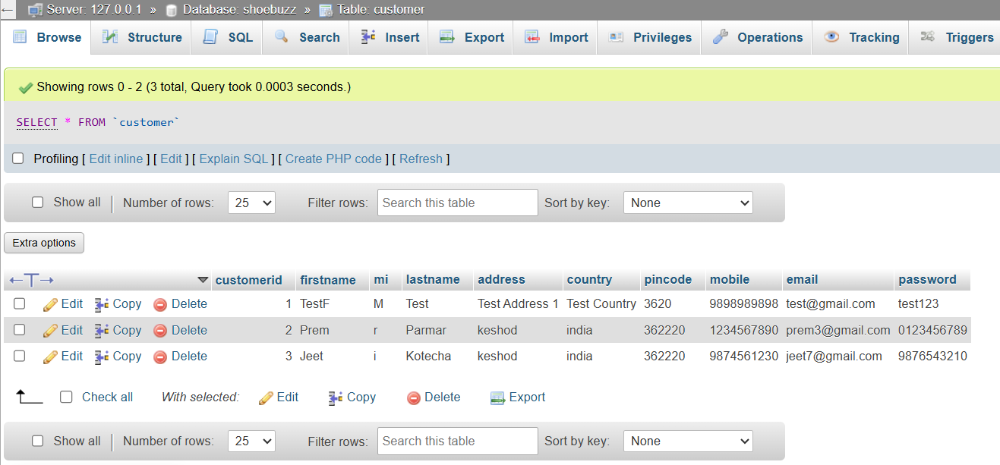 Server: 127.0.0.1 » Database: shoebuzz » Table: customer
Browse Structure SQL Search Insert Export Import Privileges Operations Tracking Triggers
Showing rows 0 - 2 (3 total, Query took 0.0003 seconds.)
SELECT * FROM `customer`
Profiling [ Edit inline ] [ Edit ] [ Explain SQL ] [ Create PHP code ] [ Refresh ]
Show all | Number of rows: 25 Filter rows: Search this table Sort by key: None
Extra options
←T→ customerid firstname mi lastname address country pincode mobile email password
Edit Copy Delete 1 TestF M Test Test Address 1 Test Country 3620 9898989898 test@gmail.com test123
Edit Copy Delete 2 Prem r Parmar keshod india 362220 1234567890 prem3@gmail.com 0123456789
Edit Copy Delete 3 Jeet i Kotecha keshod india 362220 9874561230 jeet7@gmail.com 9876543210
Check all With selected: Edit Copy Delete Export
Show all | Number of rows: 25 Filter rows: Search this table Sort by key: None